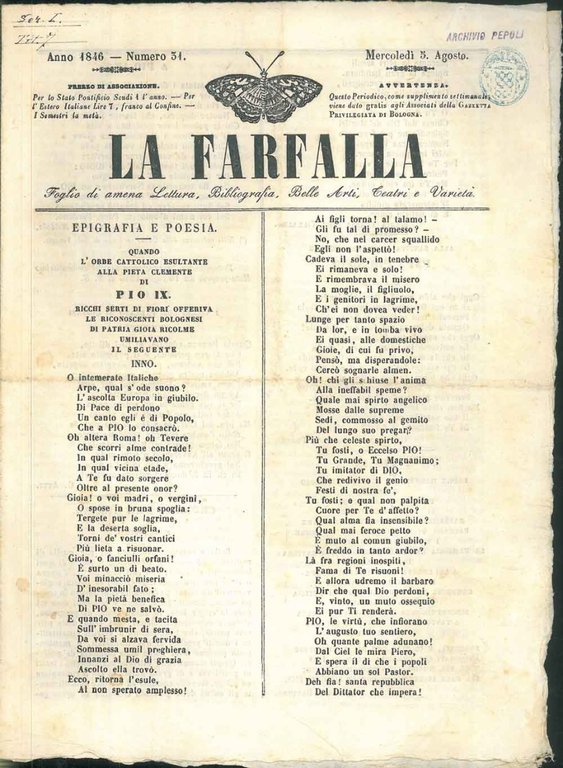 Anno 1846 — Numero 31.
Mercoledì 5. Agosto.
ARCHIVIO PEPOLI
PREZZO DI ASSOCIAZIONE.
Per lo Stato Pontificio Scudi 1 l'anno. — Per
l'Estero Italiane Lire 7, franco al Confine. —
I Semestri la metà.
AVVERTENZA.
Questo Periodico, come supplimento settimanale,
viene dato gratis agli Associati della GAZZETTA
PRIVILEGIATA DI BOLOGNA.
LA FARFALLA
Foglio di amena Lettura, Bibliografia, Belle Arti, Teatri e Varietà.
EPIGRAFIA E POESIA.
QUANDO
L'ORBE CATTOLICO ESULTANTE
ALLA PIETA CLEMENTE
DI
PIO IX.
RICCHI SERTI DI FIORI OFFERIVA
LE RICONOSCENTI BOLOGNESI
DI PATRIA GIOIA RICOLME
UMILIAVANO
IL SEGUENTE
INNO.
O intemerate Italiche
Arpe, qual s'ode suono?
L'ascolta Europa in giubilo.
Di Pace di perdono
Un canto egli è di Popolo,
Che a PIO lo consacrò.
Oh altera Roma! oh Tevere
Che scorri alme contrade!
In qual rimoto secolo,
In qual vicina etade,
A Te fu dato sorgere
Oltre al presente onor?
Gioia! o voi madri, o vergini,
O spose in bruna spoglia:
Tergete pur le lagrime,
E la deserta soglia,
Torni de' vostri cantici
Più lieta a risuonar.
Gioia, o fanciulli orfani!
È surto un dì beato.
Voi minacciò miseria
D'inesorabil fato;
Ma la pietà benefica
Di PIO ve ne salvò.
E quando mesta, e tacita
Sull'imbrunir di sera,
Da voi si alzava fervida
Sommessa umil preghiera,
Innanzi al Dio di grazia
Ascolto ella trovò.
Ecco, ritorna l'esule,
Al non sperato amplesso!
Ai figli torna! al talamo! —
Gli fu tal dì promesso? —
No, che nel carcer squallido
Egli non l'aspettò!
Cadeva il sole, in tenebre
Ei rimaneva e solo!
E rimembrava il misero
La moglie, il figliuolo,
E i genitori in lagrime,
Ch'ei non dovea veder!
Lunge per tanto spazio
Da lor, e in tomba vivo
Ei quasi, alle domestiche
Gioie, di cui fu privo,
Pensò, ma disperandole:
Cercò sognarle almen.
Oh! chi gli s hiuse l'anima
Alla ineffabil speme?
Quale mai spirto angelico
Mosse dalle supreme
Sedi, commosso al gemito
Del lungo suo pregar?
Più che celeste spirto,
Tu fosti, o Eccelso PIO!
Tu Grande, Tu Magnanimo;
Tu imitator di DIO,
Che redivivo il genio
Festi di nostra fe',
Tu fosti; e qual non palpita
Cuore per Te d'affetto?
Qual alma fia insensibile?
Qual mai feroce petto
E muto al comun giubilo,
È freddo in tanto ardor?
Là fra regioni inospiti,
Fama di Te risuoni!
E allora udremo il barbaro
Dir che qual Dio perdoni,
E, vinto, un muto ossequio
Ei pur Ti renderà.
PIO, le virtù, che infiorano
L'augusto tuo sentiero,
Oh quante palme adunano!
Dal Ciel le mira Piero,
E spera il dì che i popoli
Abbiano un sol Pastor.
Deh fia! santa repubblica
Del Dittator che impera!